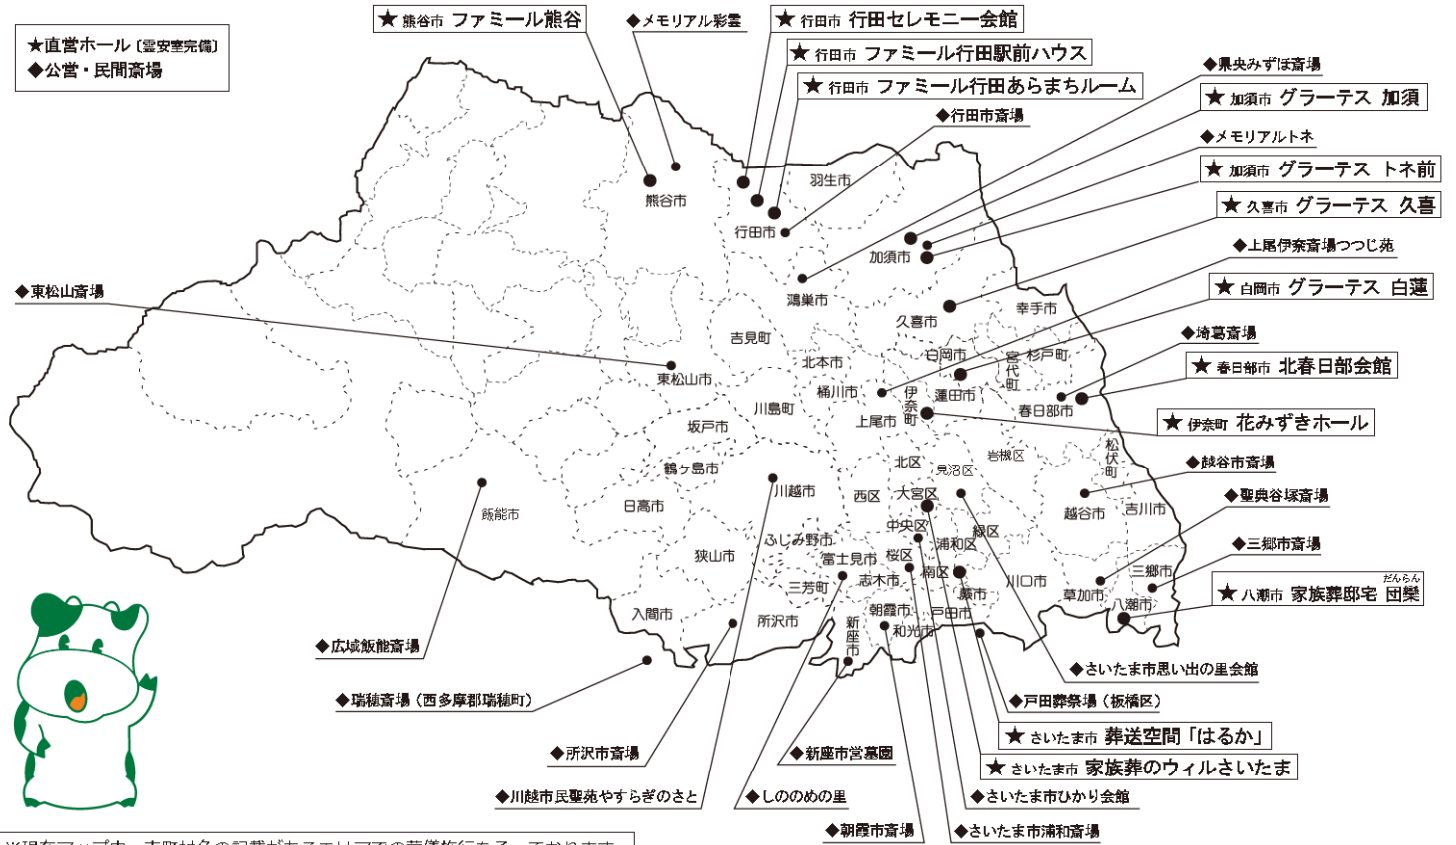 ★直営ホール〔霊安室完備〕
◆公営・民間斎場
★ 熊谷市 ファミール熊谷
◆メモリアル彩雲
★ 行田市 行田セレモニー会館
★ 行田市 ファミール行田駅前ハウス
★ 行田市 ファミール行田あらまちルーム
◆行田市斎場
◆県央みずほ斎場
★ 加須市 グラーテス 加須
◆メモリアルトネ
★ 加須市 グラーテス トネ前
★ 久喜市 グラーテス 久喜
◆上尾伊奈斎場つつじ苑
★ 白岡市 グラーテス 白蓮
◆埼葛斎場
★ 春日部市 北春日部会館
★ 伊奈町 花みずきホール
◆越谷市斎場
◆聖典谷塚斎場
◆三郷市斎場
だんらん
★ 八潮市 家族葬邸宅 団欒
◆東松山斎場
熊谷市
羽生市
行田市
加須市
鴻巣市
久喜市
幸手市
吉見町
北本市
白岡市
宮代町
杉戸町
東松山市
桶川市
伊奈町
蓮田市
川島町
上尾市
春日部市
坂戸市
松伏町
鶴ヶ島市
北区
見沼区
岩槻区
川越市
西区
大宮区
日高市
飯能市
越谷市
吉川市
中央区
緑区
ふじみ野市
浦和区
狭山市
富士見市
桜区
南区
三芳町
志木市
蕨市
川口市
草加市
三郷市
八潮市
入間市
所沢市
新座市
朝霞市
和光市
戸田市
◆広域飯能斎場
◆瑞穂斎場（西多摩郡瑞穂町）
◆所沢市斎場
◆川越市民聖苑やすらぎのさと
◆新座市営墓園
◆しののめの里
◆朝霞市斎場
◆さいたま市思い出の里会館
◆戸田葬祭場（板橋区）
★ さいたま市 葬送空間「はるか」
★ さいたま市 家族葬のウィルさいたま
◆さいたま市ひかり会館
◆さいたま市浦和斎場